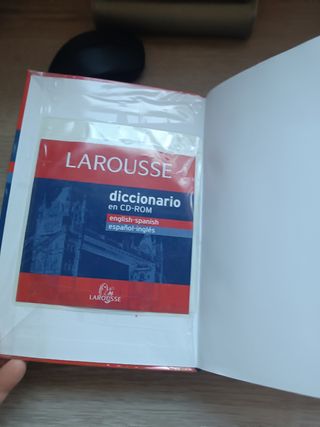 LAROUSSE
diccionario
en CD-ROM
english-spanish
español-inglés
LAROUSSE